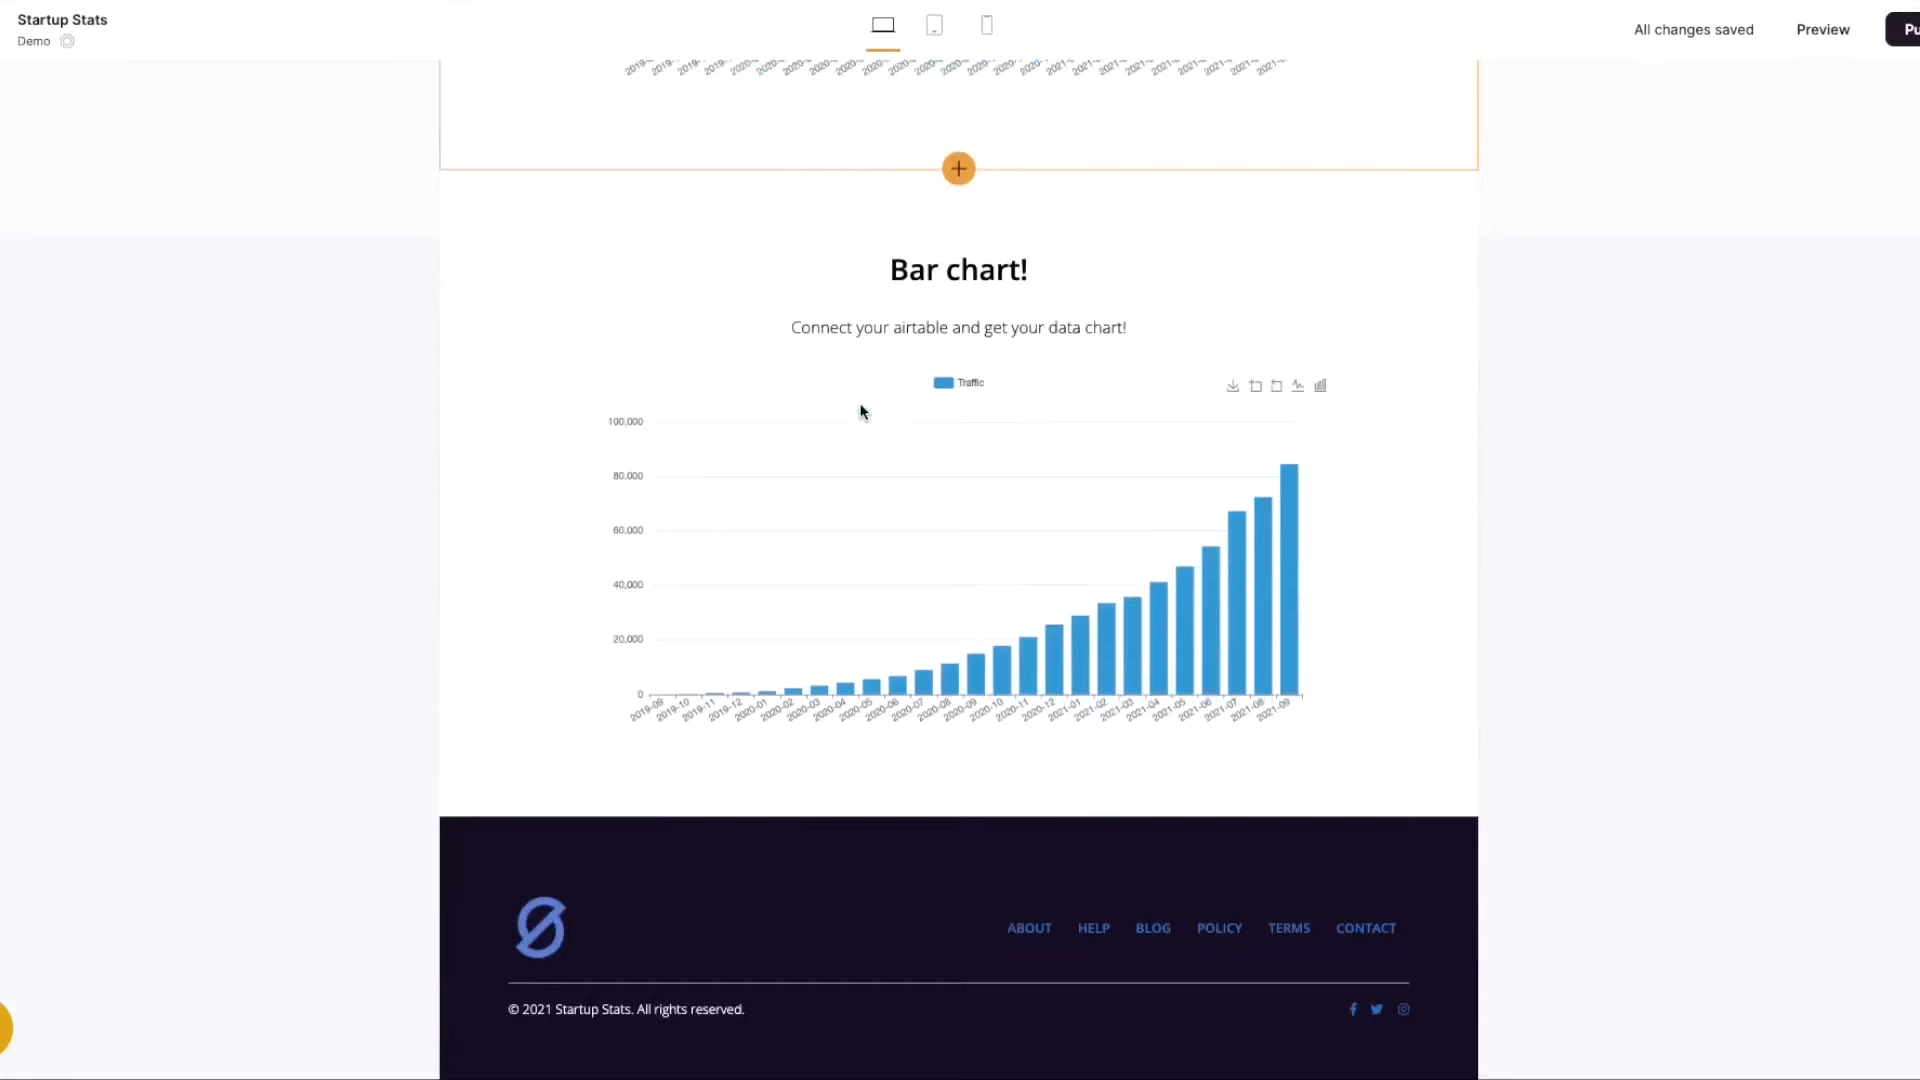 Startup Stats
Demo
All changes saved
Preview
Pu
Bar chart!
Connect your airtable and get your data chart!
Traffic
100,000
80,000
60,000
40,000
20,000
0
2019-09 2019-10 2019-11 2019-12 2020-01 2020-02 2020-03 2020-04 2020-05 2020-06 2020-07 2020-08 2020-09 2020-10 2020-11 2020-12 2021-01 2021-02 2021-03 2021-04 2021-05 2021-06 2021-07 2021-08 2021-09
ABOUT HELP BLOG POLICY TERMS CONTACT
© 2021 Startup Stats. All rights reserved.